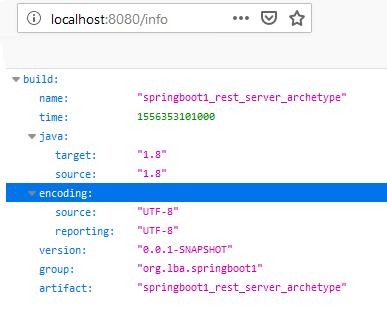 localhost:8080/info
build:
name: "springboot1_rest_server_archetype"
time: 1556353101000
java:
target: "1.8"
source: "1.8"
encoding:
source: "UTF-8"
reporting: "UTF-8"
version: "0.0.1-SNAPSHOT"
group: "org.lba.springboot1"
artifact: "springboot1_rest_server_archetype"